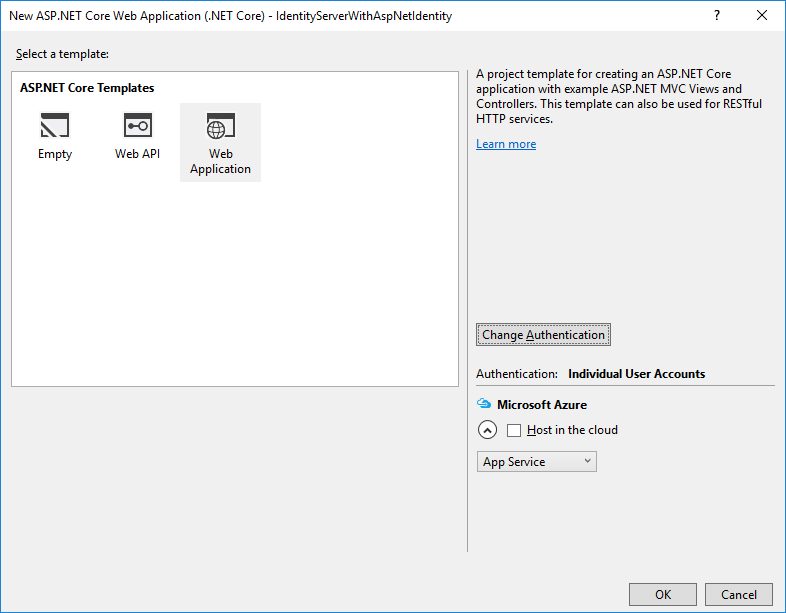 New ASP.NET Core Web Application (.NET Core) - IdentityServerWithAspNetIdentity
?
Select a template:
ASP.NET Core Templates
Empty
Web API
Web
Application
A project template for creating an ASP.NET Core
application with example ASP.NET MVC Views and
Controllers. This template can also be used for RESTful
HTTP services.
Learn more
Change Authentication
Authentication: Individual User Accounts
Microsoft Azure
Host in the cloud
App Service
OK
Cancel